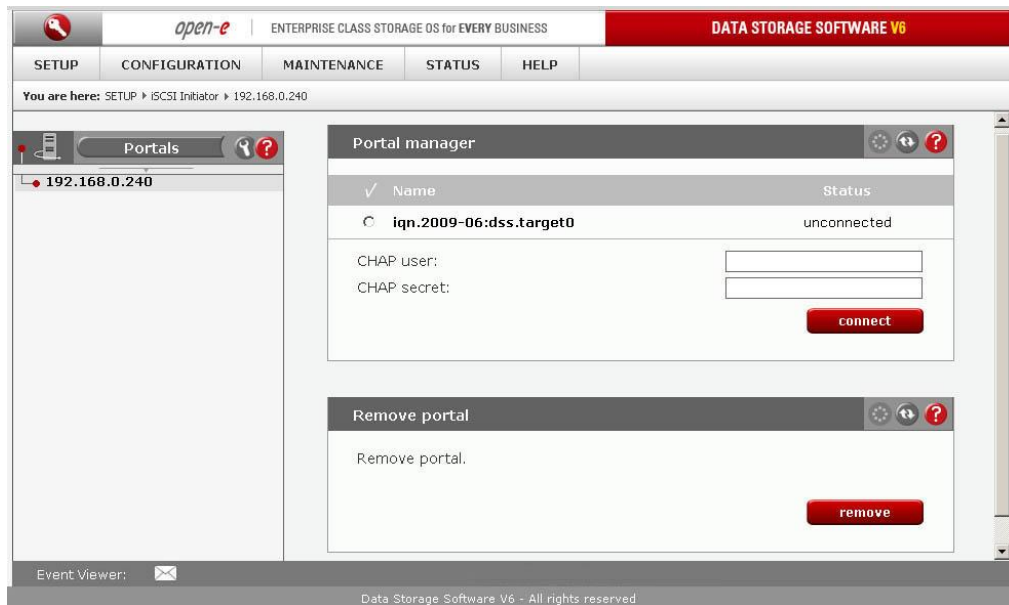 open-e ENTERPRISE CLASS STORAGE OS for EVERY BUSINESS DATA STORAGE SOFTWARE V6
SETUP CONFIGURATION MAINTENANCE STATUS HELP
You are here: SETUP iSCSI Initiator 192.168.0.240
Portals ?
192.168.0.240
Portal manager ?
Name Status
iqn.2009-06:dss.target0 unconnected
CHAP user:
CHAP secret:
connect
Remove portal ?
Remove portal.
remove
Event Viewer:
Data Storage Software V6 - All rights reserved